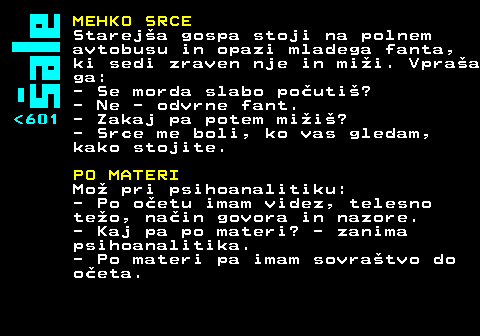 šale
<601
MEHKO SRCE
Starejša gospa stoji na polnem
avtobusu in opazi mladega fanta,
ki sedi zraven nje in miži. Vpraša
ga:
- Se morda slabo počutiš?
- Ne - odvrne fant.
- Zakaj pa potem mižiš?
- Srce me boli, ko vas gledam,
kako stojite.
PO MATERI
Mož pri psihoanalitiku:
- Po očetu imam videz, telesno
težo, način govora in nazore.
- Kaj pa po materi? - zanima
psihoanalitika.
- Po materi pa imam sovraštvo do
očeta.